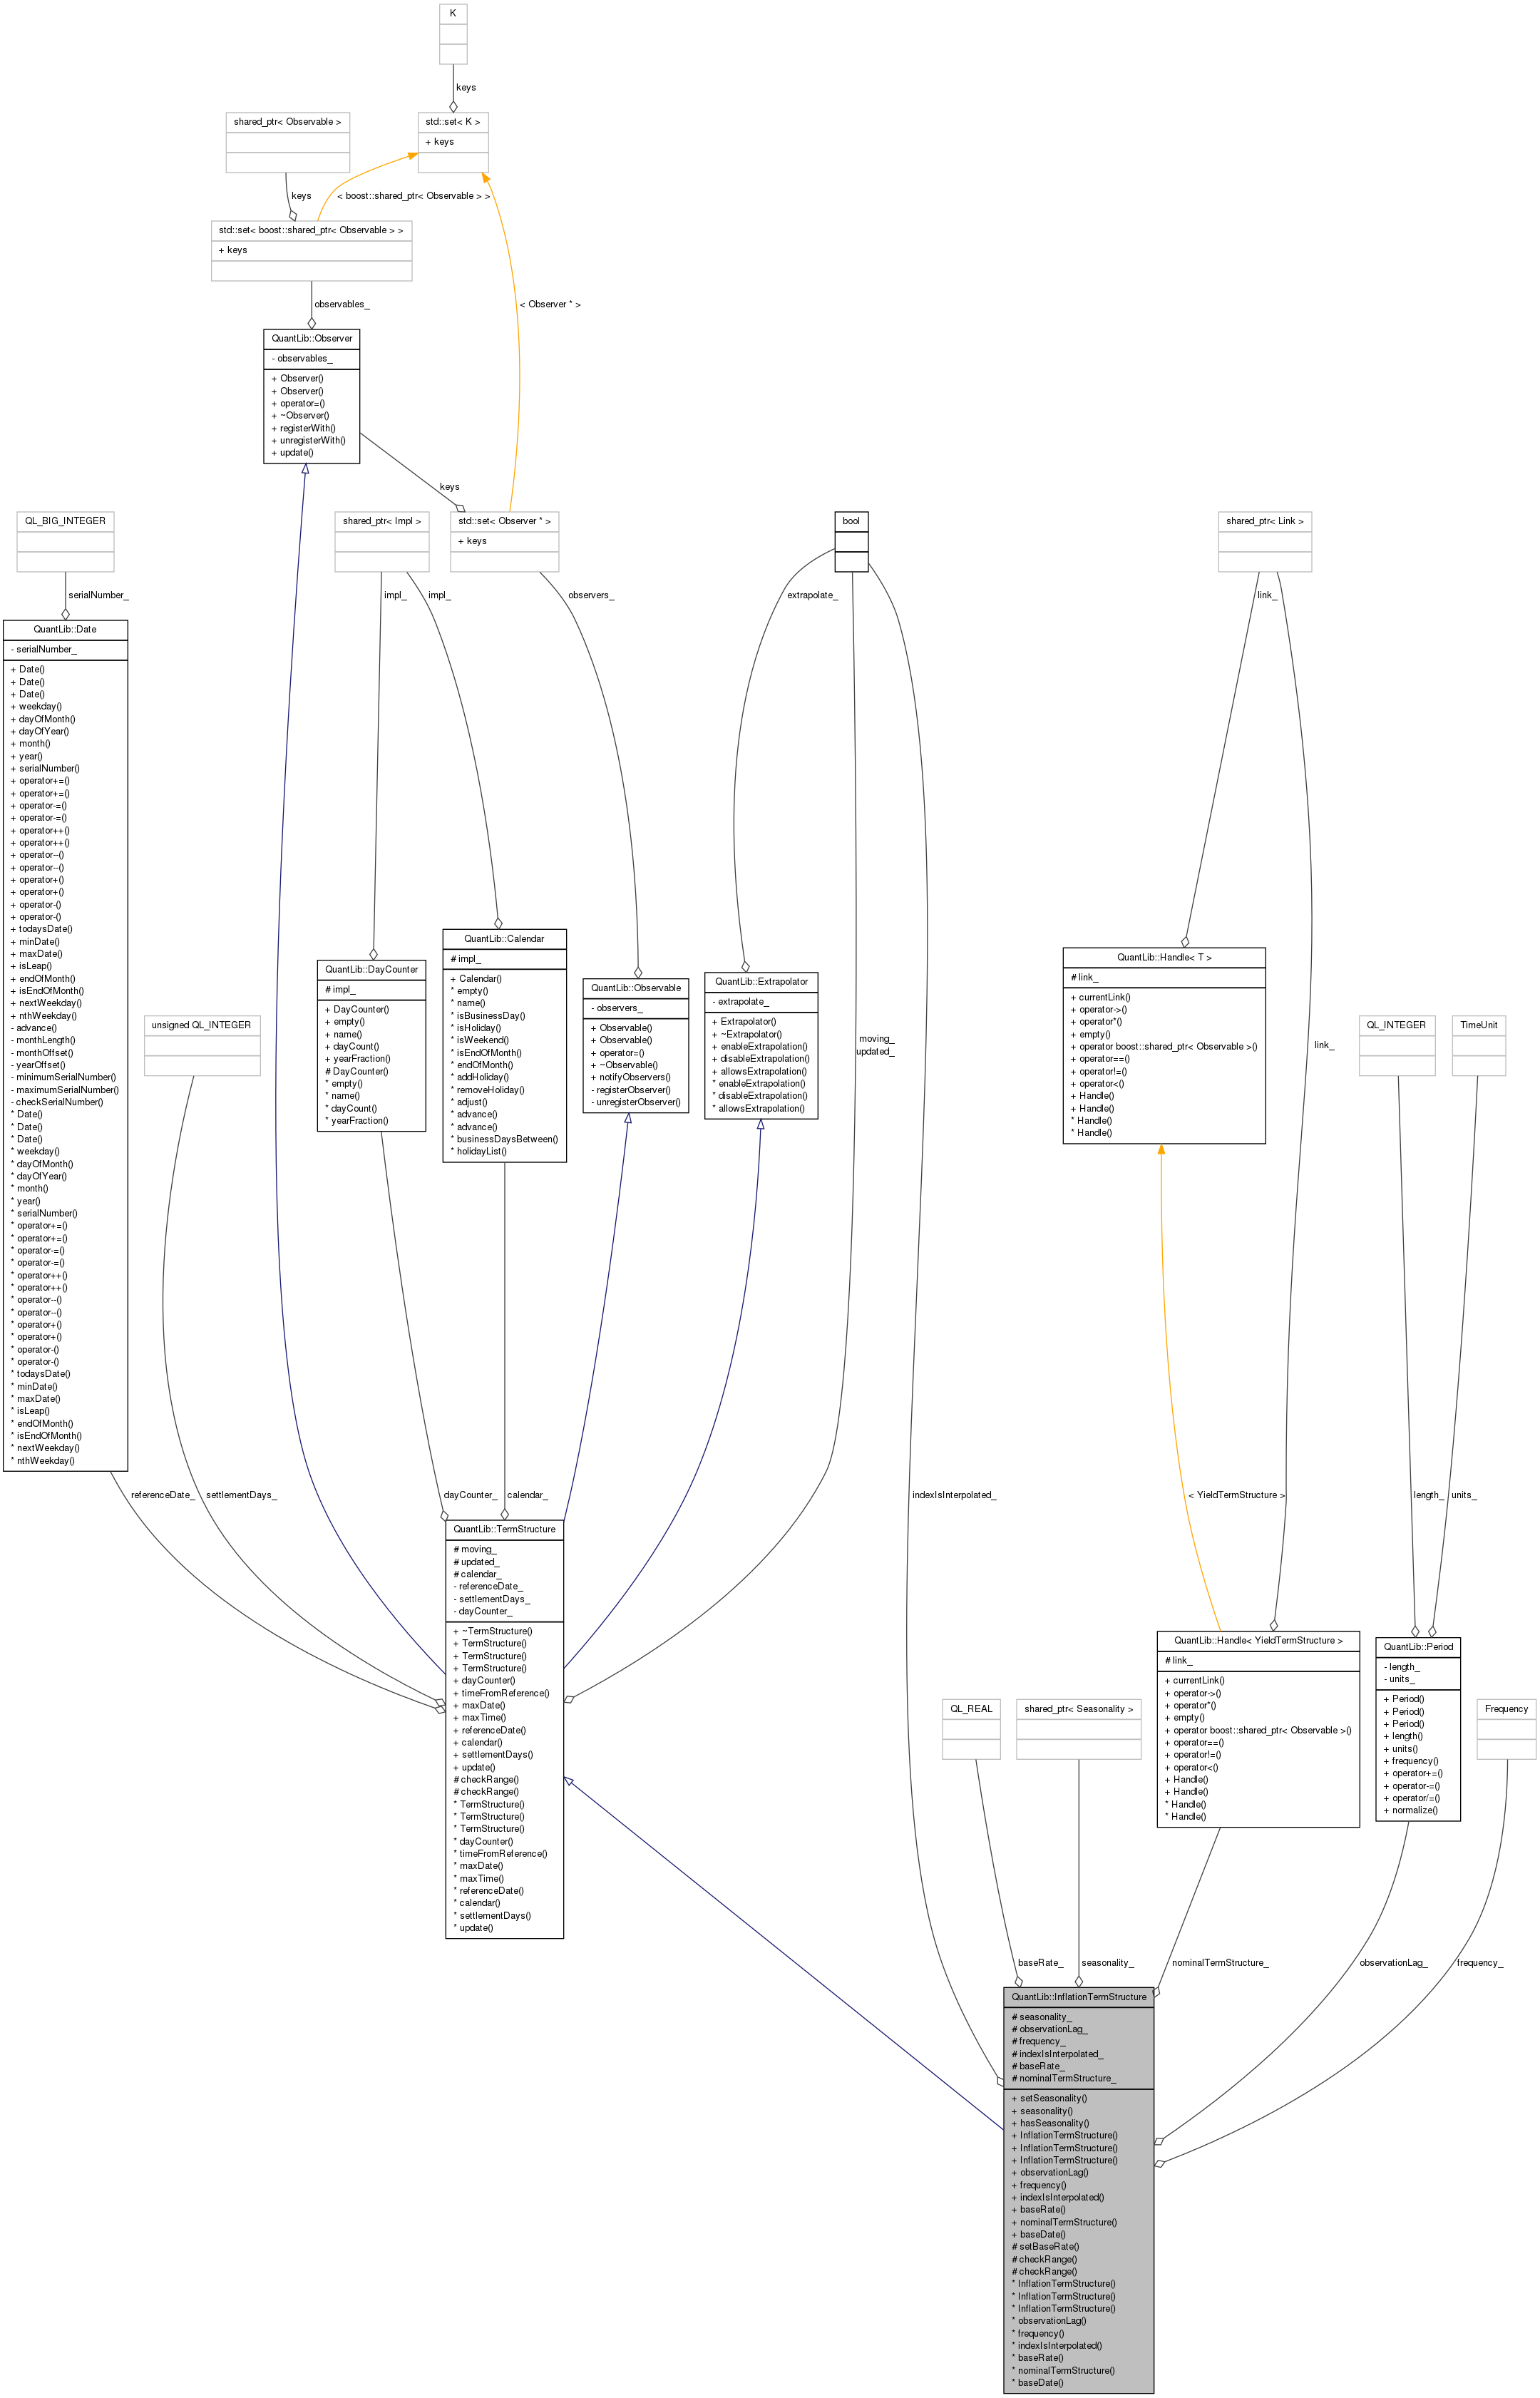 K
keys
shared_ptr< Observable >
std::set< K >
+ keys
keys
< boost::shared_ptr< Observable > >
std::set< boost::shared_ptr< Observable > >
+ keys
observables_
< Observer * >
QuantLib::Observer
- observables_
+ Observer()
+ Observer()
+ operator=()
+ ~Observer()
+ registerWith()
+ unregisterWith()
+ update()
keys
QL_BIG_INTEGER
shared_ptr< Impl >
std::set< Observer * >
+ keys
bool
shared_ptr< Link >
serialNumber_
impl_
impl_
observers_
extrapolate_
link_
QuantLib::Date
- serialNumber_
+ Date()
+ Date()
+ Date()
+ weekday()
+ dayOfMonth()
+ dayOfYear()
+ month()
+ year()
+ serialNumber()
+ operator+=()
+ operator+=()
+ operator-=()
+ operator-=()
+ operator++()
+ operator++()
+ operator--()
+ operator--()
+ operator+()
+ operator+()
+ operator-()
+ operator-()
+ todaysDate()
+ minDate()
+ maxDate()
+ isLeap()
+ endOfMonth()
+ isEndOfMonth()
+ nextWeekday()
+ nthWeekday()
- advance()
- monthLength()
- monthOffset()
- yearOffset()
- minimumSerialNumber()
- maximumSerialNumber()
- checkSerialNumber()
* Date()
* Date()
* Date()
* weekday()
* dayOfMonth()
* dayOfYear()
* month()
* year()
* serialNumber()
* operator+=()
* operator+=()
* operator-=()
* operator-=()
* operator++()
* operator++()
* operator--()
* operator--()
* operator+()
* operator+()
* operator-()
* operator-()
* todaysDate()
* minDate()
* maxDate()
* isLeap()
* endOfMonth()
* isEndOfMonth()
* nextWeekday()
* nthWeekday()
unsigned QL_INTEGER
QuantLib::DayCounter
# impl_
+ DayCounter()
+ empty()
+ name()
+ dayCount()
+ yearFraction()
# DayCounter()
* empty()
* name()
* dayCount()
* yearFraction()
QuantLib::Calendar
# impl_
+ Calendar()
* empty()
* name()
* isBusinessDay()
* isHoliday()
* isWeekend()
* isEndOfMonth()
* endOfMonth()
* addHoliday()
* removeHoliday()
* adjust()
* advance()
* advance()
* businessDaysBetween()
* holidayList()
QuantLib::Observable
- observers_
+ Observable()
+ Observable()
+ operator=()
+ ~Observable()
+ notifyObservers()
- registerObserver()
- unregisterObserver()
QuantLib::Extrapolator
- extrapolate_
+ Extrapolator()
+ ~Extrapolator()
+ enableExtrapolation()
+ disableExtrapolation()
+ allowsExtrapolation()
* enableExtrapolation()
* disableExtrapolation()
* allowsExtrapolation()
moving_
updated_
QuantLib::Handle< T >
# link_
+ currentLink()
+ operator->()
+ operator*()
+ empty()
+ operator boost::shared_ptr< Observable >()
+ operator==()
+ operator!=()
+ operator<()
+ Handle()
+ Handle()
* Handle()
* Handle()
link_
QL_INTEGER
TimeUnit
referenceDate_
settlementDays_
dayCounter_
calendar_
indexIsInterpolated_
< YieldTermStructure >
length_
units_
QuantLib::TermStructure
# moving_
# updated_
# calendar_
- referenceDate_
- settlementDays_
- dayCounter_
+ ~TermStructure()
+ TermStructure()
+ TermStructure()
+ TermStructure()
+ dayCounter()
+ timeFromReference()
+ maxDate()
+ maxTime()
+ referenceDate()
+ calendar()
+ settlementDays()
+ update()
# checkRange()
# checkRange()
* TermStructure()
* TermStructure()
* TermStructure()
* dayCounter()
* timeFromReference()
* maxDate()
* maxTime()
* referenceDate()
* calendar()
* settlementDays()
* update()
QL_REAL
shared_ptr< Seasonality >
QuantLib::Handle< YieldTermStructure >
# link_
+ currentLink()
+ operator->()
+ operator*()
+ empty()
+ operator boost::shared_ptr< Observable >()
+ operator==()
+ operator!=()
+ operator<()
+ Handle()
+ Handle()
* Handle()
* Handle()
QuantLib::Period
- length_
- units_
+ Period()
+ Period()
+ Period()
+ length()
+ units()
+ frequency()
+ operator+=()
+ operator-=()
+ operator/=()
+ normalize()
Frequency
baseRate_
seasonality_
nominalTermStructure_
observationLag_
frequency_
QuantLib::InflationTermStructure
# seasonality_
# observationLag_
# frequency_
# indexIsInterpolated_
# baseRate_
# nominalTermStructure_
+ setSeasonality()
+ seasonality()
+ hasSeasonality()
+ InflationTermStructure()
+ InflationTermStructure()
+ InflationTermStructure()
+ observationLag()
+ frequency()
+ indexIsInterpolated()
+ baseRate()
+ nominalTermStructure()
+ baseDate()
# setBaseRate()
# checkRange()
# checkRange()
* InflationTermStructure()
* InflationTermStructure()
* InflationTermStructure()
* observationLag()
* frequency()
* indexIsInterpolated()
* baseRate()
* nominalTermStructure()
* baseDate()